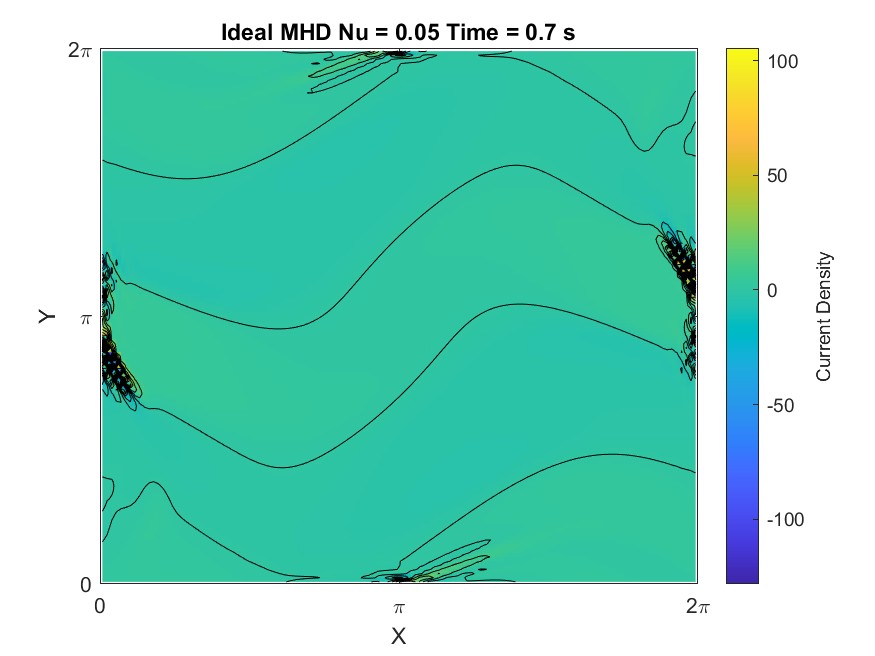 Ideal MHD Nu = 0.05 Time = 0.7 s
2π
π
0
Y
0
π
2π
X
100
50
0
-50
-100
Current Density